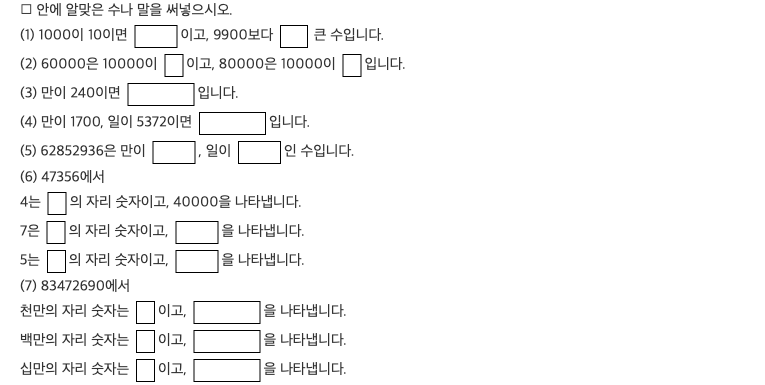 □ 안에 알맞은 수나 말을 써넣으시오.
(1) 1000이 10이면 □ 이고, 9900보다 □ 큰 수입니다.
(2) 60000은 10000이 □ 이고, 80000은 10000이 □ 입니다.
(3) 만이 240이면 □ 입니다.
(4) 만이 1700, 일이 5372이면 □ 입니다.
(5) 62852936은 만이 □ , 일이 □ 인 수입니다.
(6) 47356에서
4는 □ 의 자리 숫자이고, 40000을 나타냅니다.
7은 □ 의 자리 숫자이고, □ 을 나타냅니다.
5는 □ 의 자리 숫자이고, □ 을 나타냅니다.
(7) 83472690에서
천만의 자리 숫자는 □ 이고, □ 을 나타냅니다.
백만의 자리 숫자는 □ 이고, □ 을 나타냅니다.
십만의 자리 숫자는 □ 이고, □ 을 나타냅니다.